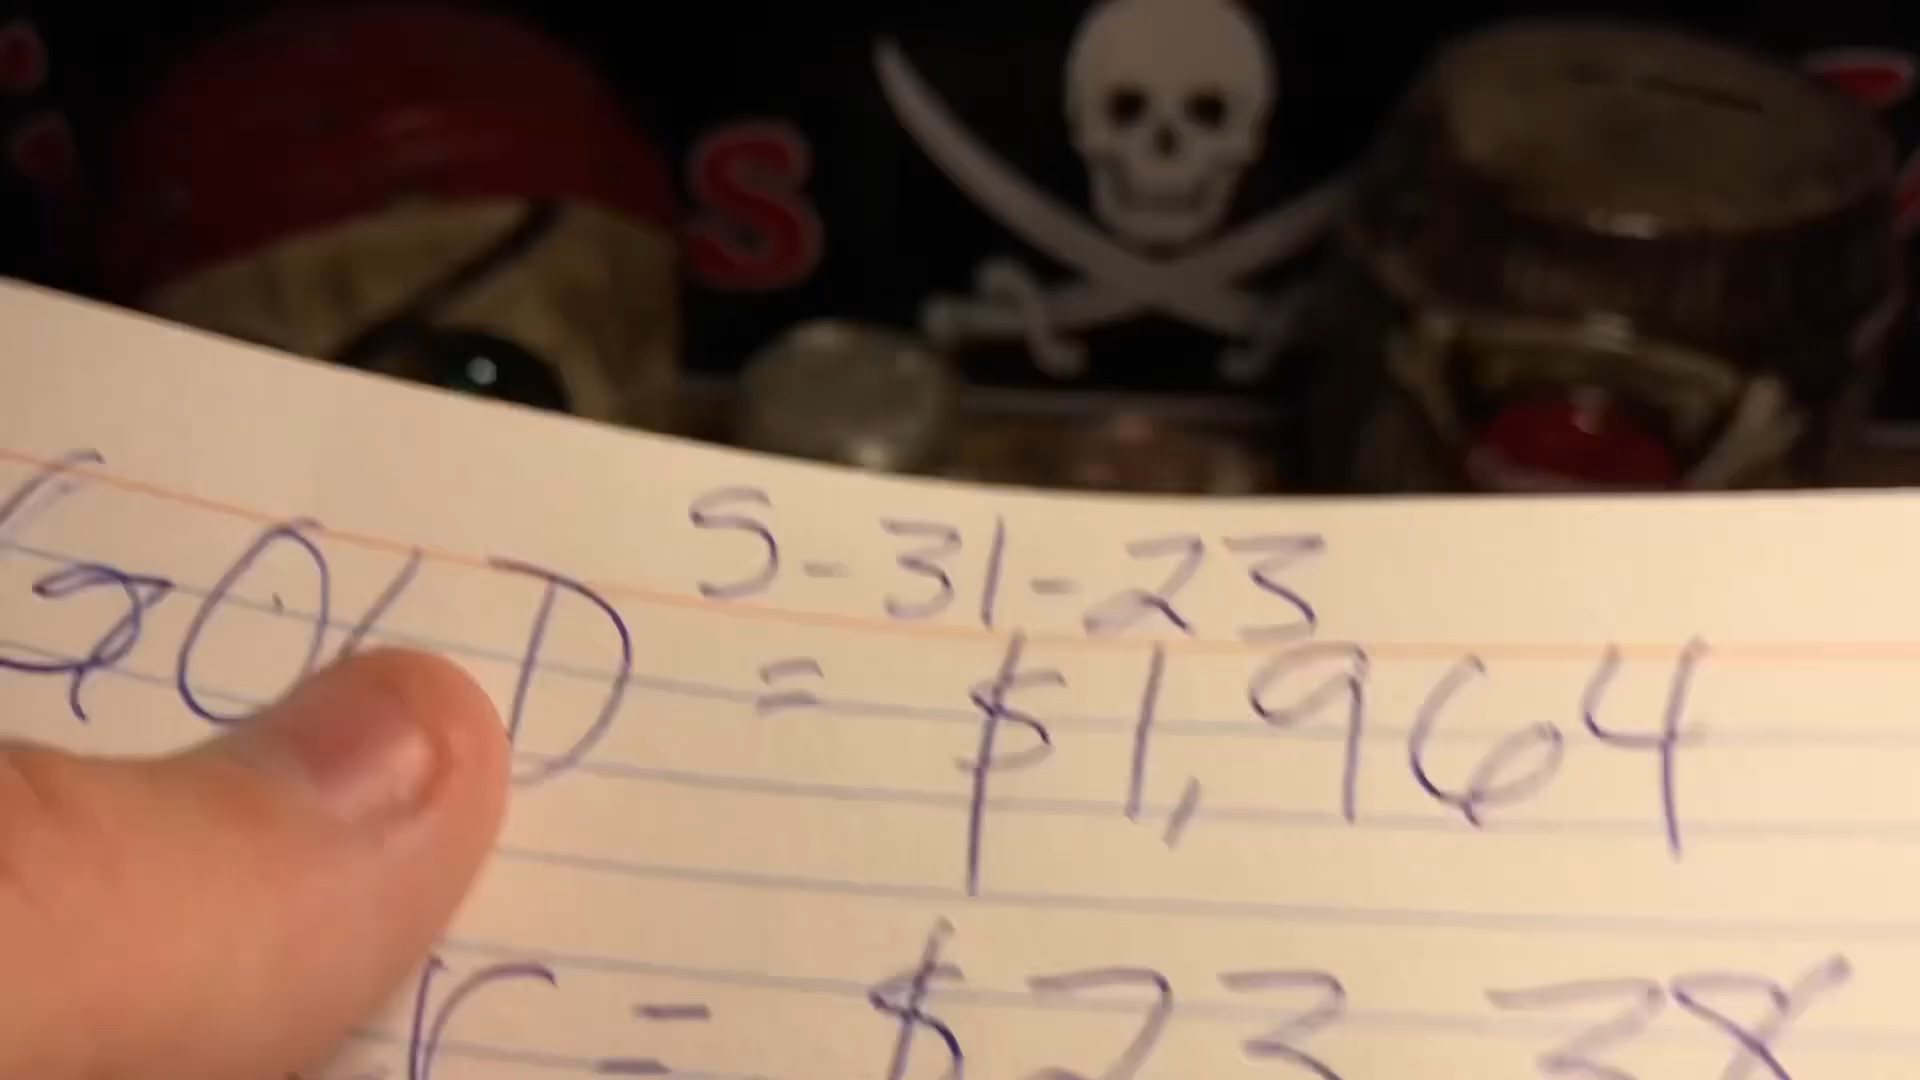 S
5-31-23
GOLD = $1,964
r = $23.38